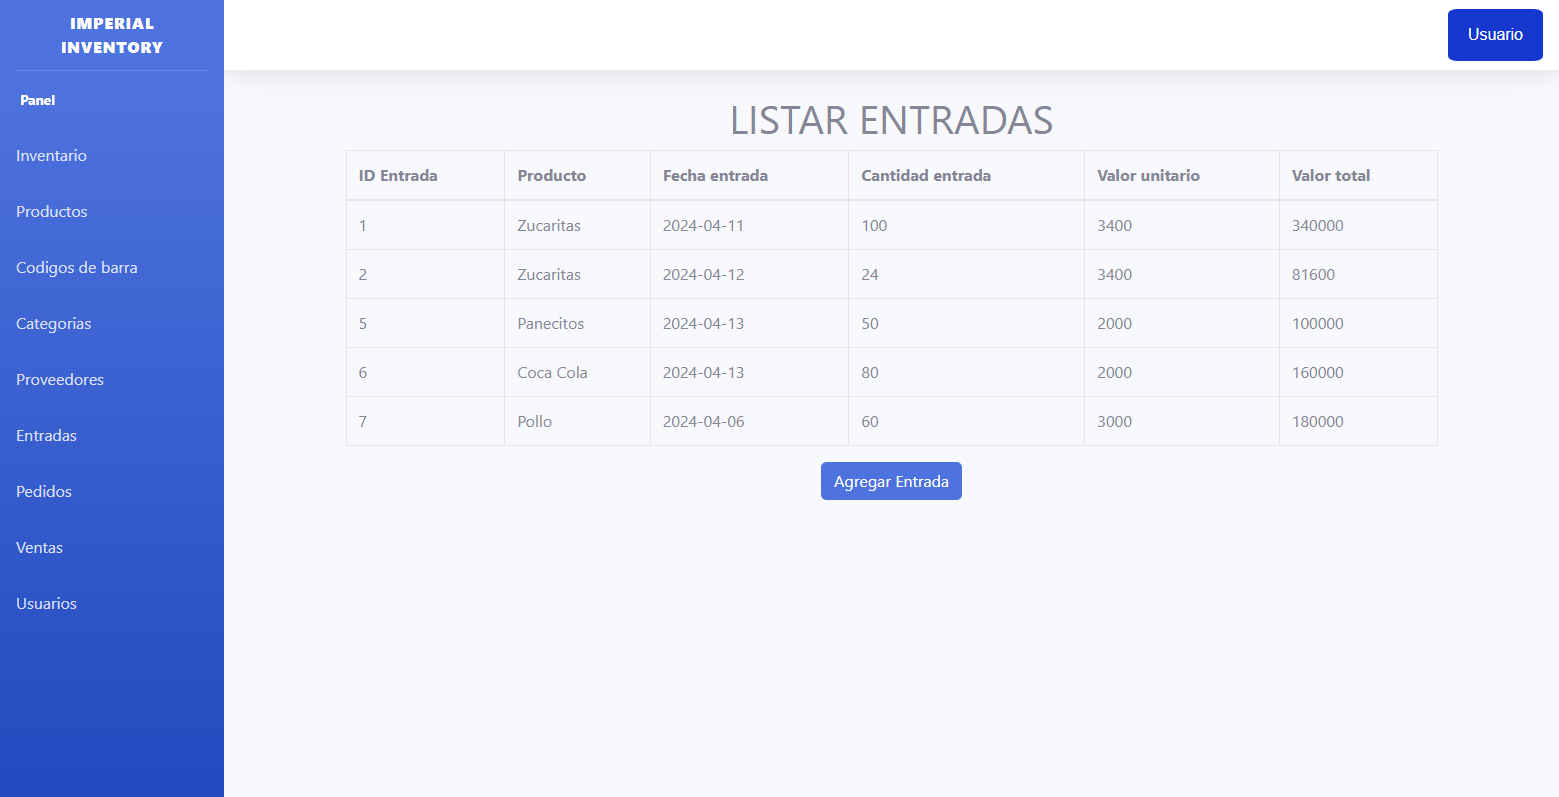 IMPERIAL
INVENTORY
Panel
Inventario
Productos
Codigos de barra
Categorias
Proveedores
Entradas
Pedidos
Ventas
Usuarios
Usuario
LISTAR ENTRADAS
ID Entrada Producto Fecha entrada Cantidad entrada Valor unitario Valor total
1 Zucaritas 2024-04-11 100 3400 340000
2 Zucaritas 2024-04-12 24 3400 81600
5 Panecitos 2024-04-13 50 2000 100000
6 Coca Cola 2024-04-13 80 2000 160000
7 Pollo 2024-04-06 60 3000 180000
Agregar Entrada